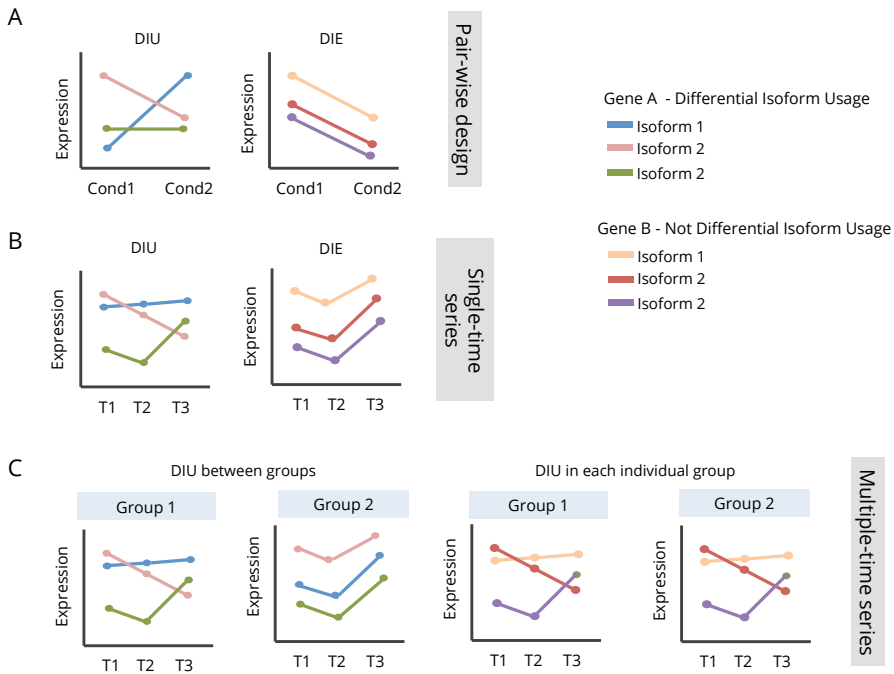 A
DIU
DIE
Expression
Expression
Cond1
Cond2
Cond1
Cond2
Pair-wise design
Gene A - Differential Isoform Usage
Isoform 1
Isoform 2
Isoform 2
Gene B - Not Differential Isoform Usage
Isoform 1
Isoform 2
Isoform 2
B
DIU
DIE
Expression
Expression
T1 T2 T3
T1 T2 T3
Single-time
series
C
DIU between groups
DIU in each individual group
Group 1
Group 2
Group 1
Group 2
Expression
Expression
Expression
Expression
T1 T2 T3
T1 T2 T3
T1 T2 T3
T1 T2 T3
Multiple-time series